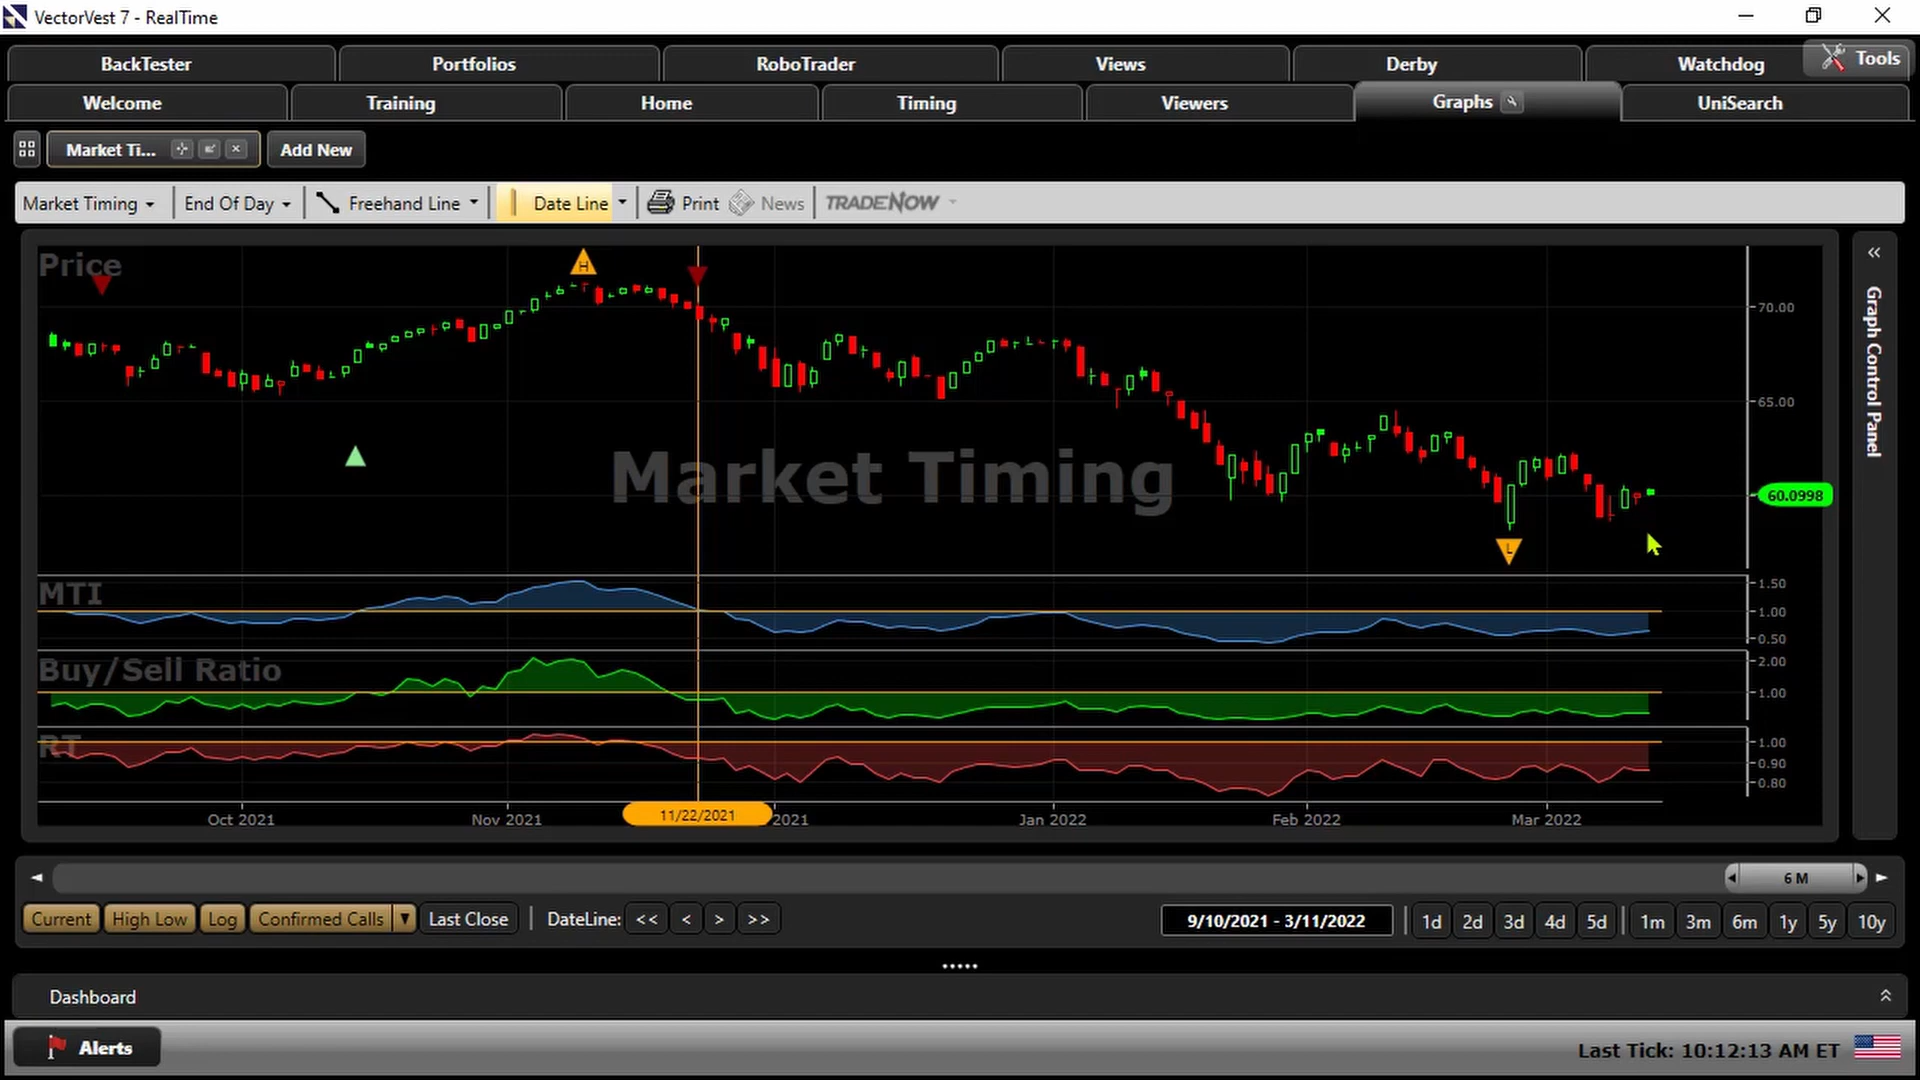 VectorVest 7 - RealTime
BackTester Portfolios RoboTrader Views Derby Watchdog Tools
Welcome Training Home Timing Viewers Graphs UniSearch
Market Ti... Add New
Market Timing End Of Day Freehand Line Date Line Print News TRADENOW
Price
H
70.00
65.00
Market Timing
60.0998
L
Graph Control Panel
MTI
1.50
1.00
0.50
Buy/Sell Ratio
2.00
1.00
RT
1.00
0.90
0.80
Oct 2021 Nov 2021 11/22/2021 2021 Jan 2022 Feb 2022 Mar 2022
6 M
Current High Low Log Confirmed Calls Last Close DateLine: << < > >> 9/10/2021 - 3/11/2022 1d 2d 3d 4d 5d 1m 3m 6m 1y 5y 10y
Dashboard
Alerts Last Tick: 10:12:13 AM ET